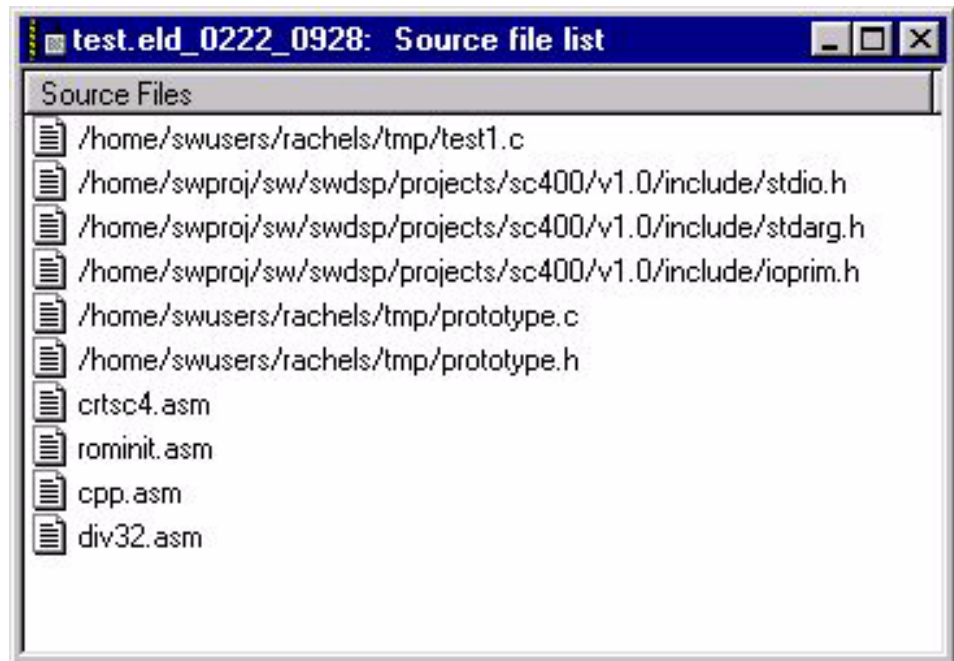 test.eld_0222_0928: Source file list
Source Files
/home/swusers/rachels/tmp/test1.c
/home/swproj/sw/swdsp/projects/sc400/v1.0/include/stdio.h
/home/swproj/sw/swdsp/projects/sc400/v1.0/include/stdarg.h
/home/swproj/sw/swdsp/projects/sc400/v1.0/include/ioprim.h
/home/swusers/rachels/tmp/prototype.c
/home/swusers/rachels/tmp/prototype.h
crtsc4.asm
rominit.asm
cpp.asm
div32.asm